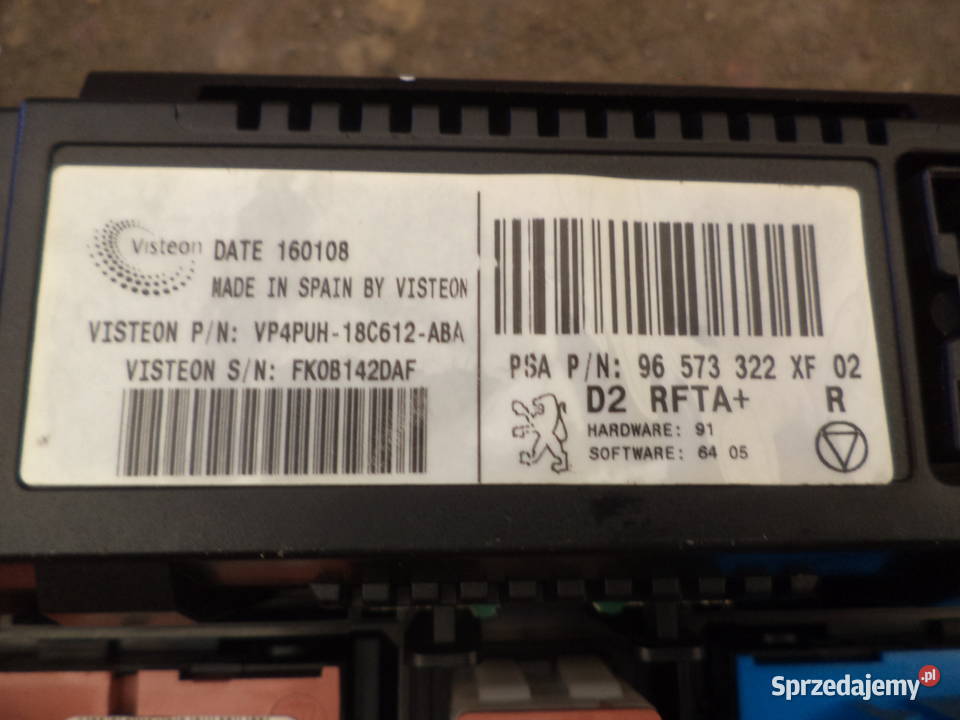 Visteon DATE 160108
MADE IN SPAIN BY VISTEON
VISTEON P/N: VP4PUH-18C612-ABA
VISTEON S/N: FK0B142DAF
PSA P/N: 96 573 322 XF 02
D2 RFTA+ R
HARDWARE: 91
SOFTWARE: 64 05
Sprzedajemy.pl